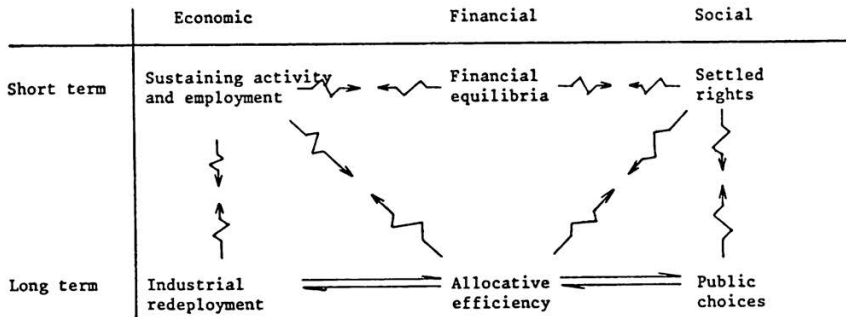 Economic Financial Social
Short term Sustaining activity and employment Financial equilibria Settled rights
Long term Industrial redeployment Allocative efficiency Public choices